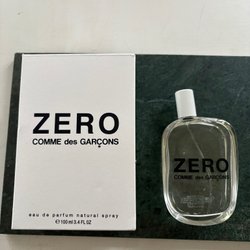 ZERO
COMME des GARÇONS
eau de parfum natural spray
℮ 100 ml 3.4 FL. OZ
ZERO
COMME des GARÇONS